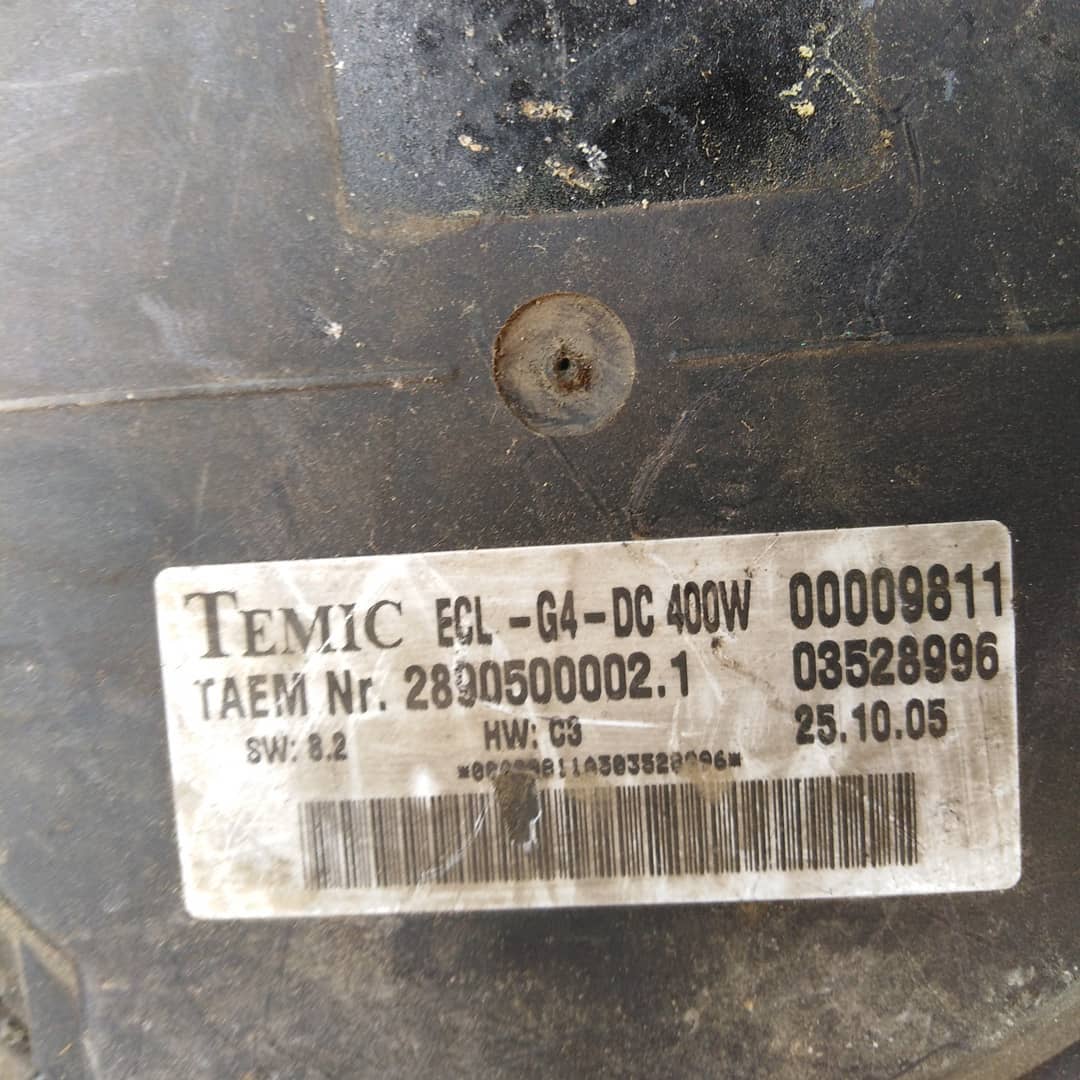 TEMIC ECL -G4-DC 400W 00009811
TAEM Nr. 2890500002.1 03528996
SW: 8.2 HW: C3 25.10.05